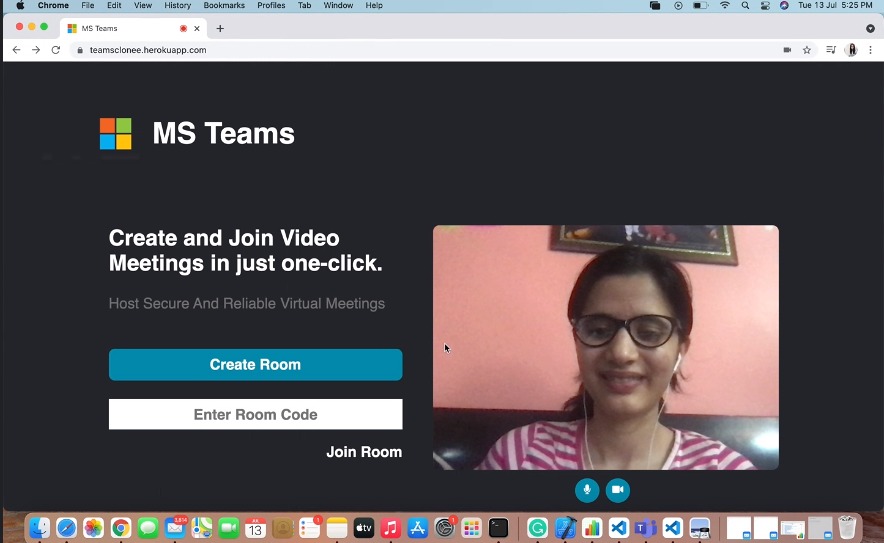 Chrome File Edit View History Bookmarks Profiles Tab Window Help Tue 13 Jul 5:25 PM
MS Teams
teamsclonee.herokuapp.com
MS Teams
Create and Join Video
Meetings in just one-click.
Host Secure And Reliable Virtual Meetings
Create Room
Enter Room Code
Join Room
tv
13